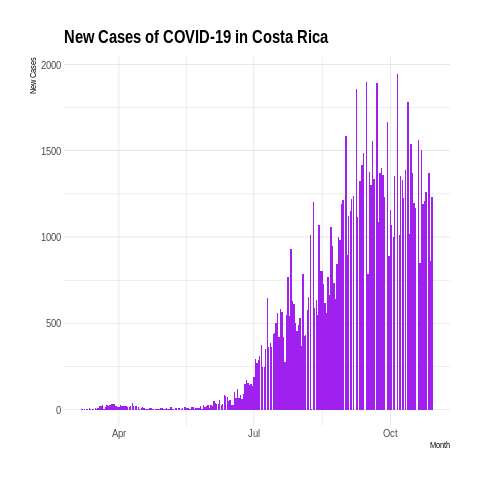 New Cases of COVID-19 in Costa Rica
New Cases
2000
1500
1000
500
0
Apr
Jul
Oct
Month